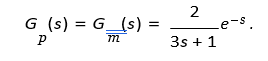 G_p(s) = G_m(s) = 2/(3s + 1) e^{-s}.